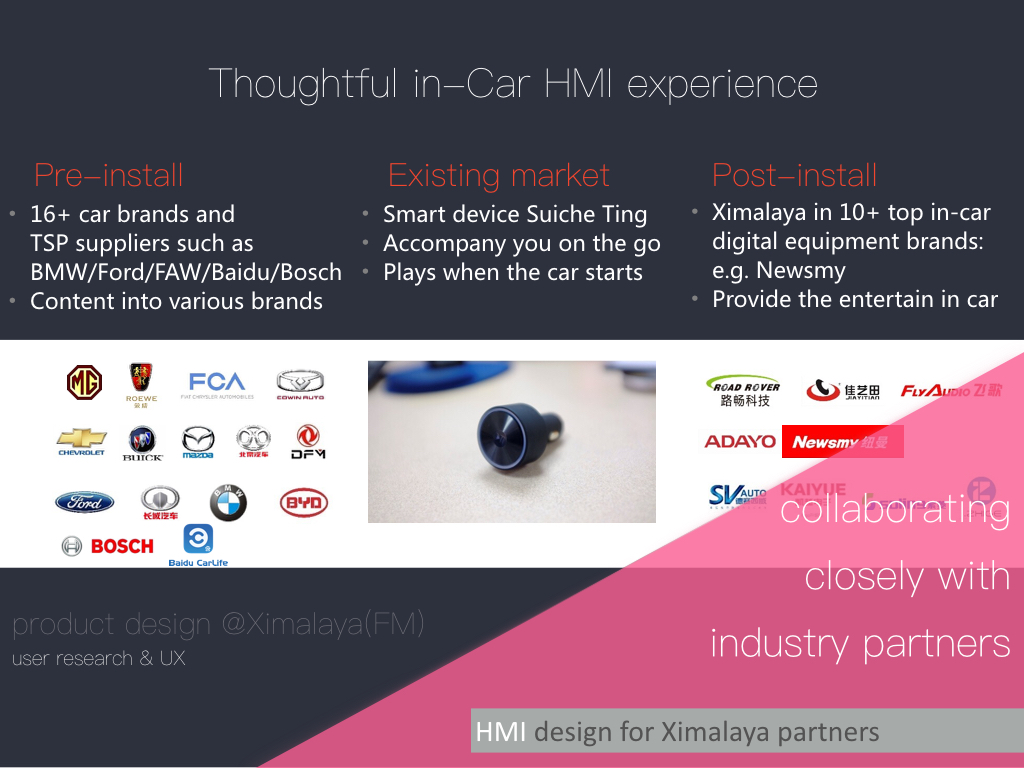 Thoughtful in-Car HMI experience
Pre-install
• 16+ car brands and
TSP suppliers such as
BMW/Ford/FAW/Baidu/Bosch
• Content into various brands
Existing market
• Smart device Suiche Ting
• Accompany you on the go
• Plays when the car starts
Post-install
• Ximalaya in 10+ top in-car
digital equipment brands:
e.g. Newsmy
• Provide the entertain in car
MG
ROEWE
荣威
FCA
FIAT CHRYSLER AUTOMOBILES
COWIN AUTO
CHEVROLET
BUICK
mazda
北京汽车
DFM
Ford
长城汽车
BMW
BYD
BOSCH
Baidu CarLife
ROAD ROVER
路畅科技
佳艺田
JIAYITIAN
FLYAUDIO 飞歌
ADAYO
Newsmy 纽曼
SV AUTO
KAIYUE
collaborating
closely with
industry partners
product design @Ximalaya(FM)
user research & UX
HMI design for Ximalaya partners